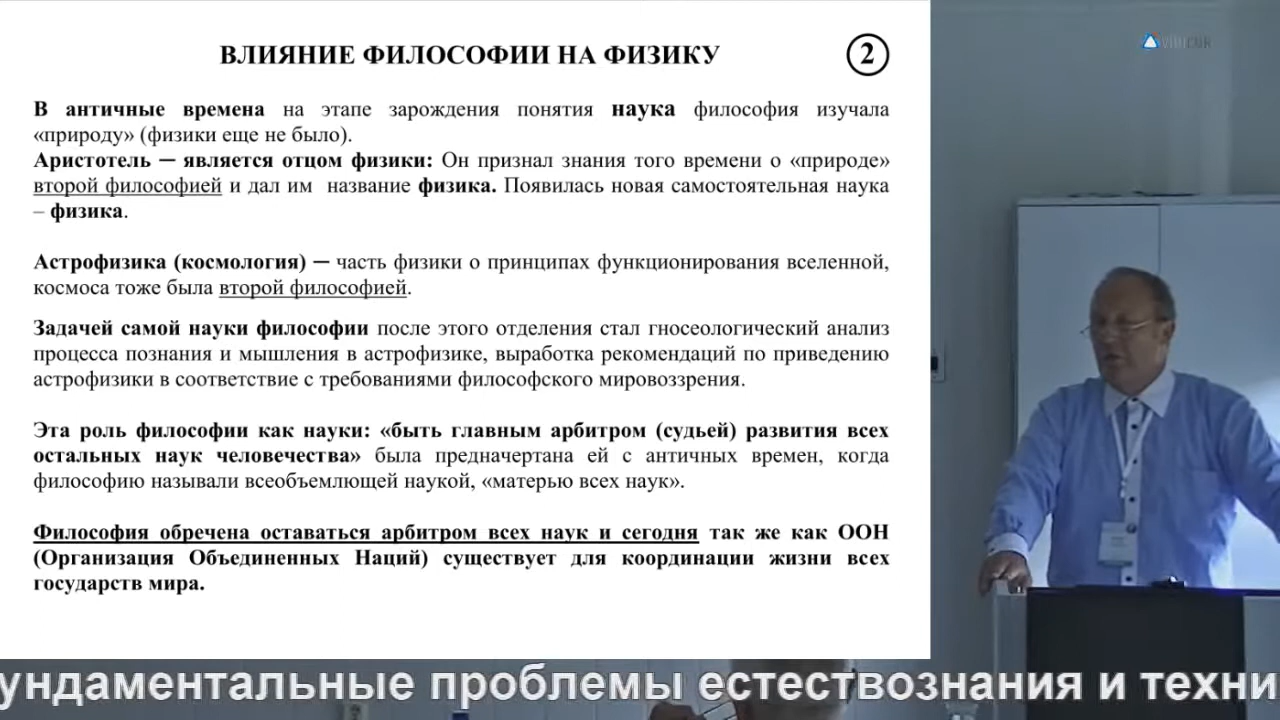 ВЛИЯНИЕ ФИЛОСОФИИ НА ФИЗИКУ
2
В античные времена на этапе зарождения понятия наука философия изучала
«природу» (физики еще не было).
Аристотель — является отцом физики: Он признал знания того времени о «природе»
второй философией и дал им название физика. Появилась новая самостоятельная наука
– физика.
Астрофизика (космология) — часть физики о принципах функционирования вселенной,
космоса тоже была второй философией.
Задачей самой науки философии после этого отделения стал гносеологический анализ
процесса познания и мышления в астрофизике, выработка рекомендаций по приведению
астрофизики в соответствие с требованиями философского мировоззрения.
Эта роль философии как науки: «быть главным арбитром (судьей) развития всех
остальных наук человечества» была предначертана ей с античных времен, когда
философию называли всеобъемлющей наукой, «матерью всех наук».
Философия обречена оставаться арбитром всех наук и сегодня так же как ООН
(Организация Объединенных Наций) существует для координации жизни всех
государств мира.
ундаментальные проблемы естествознания и техни